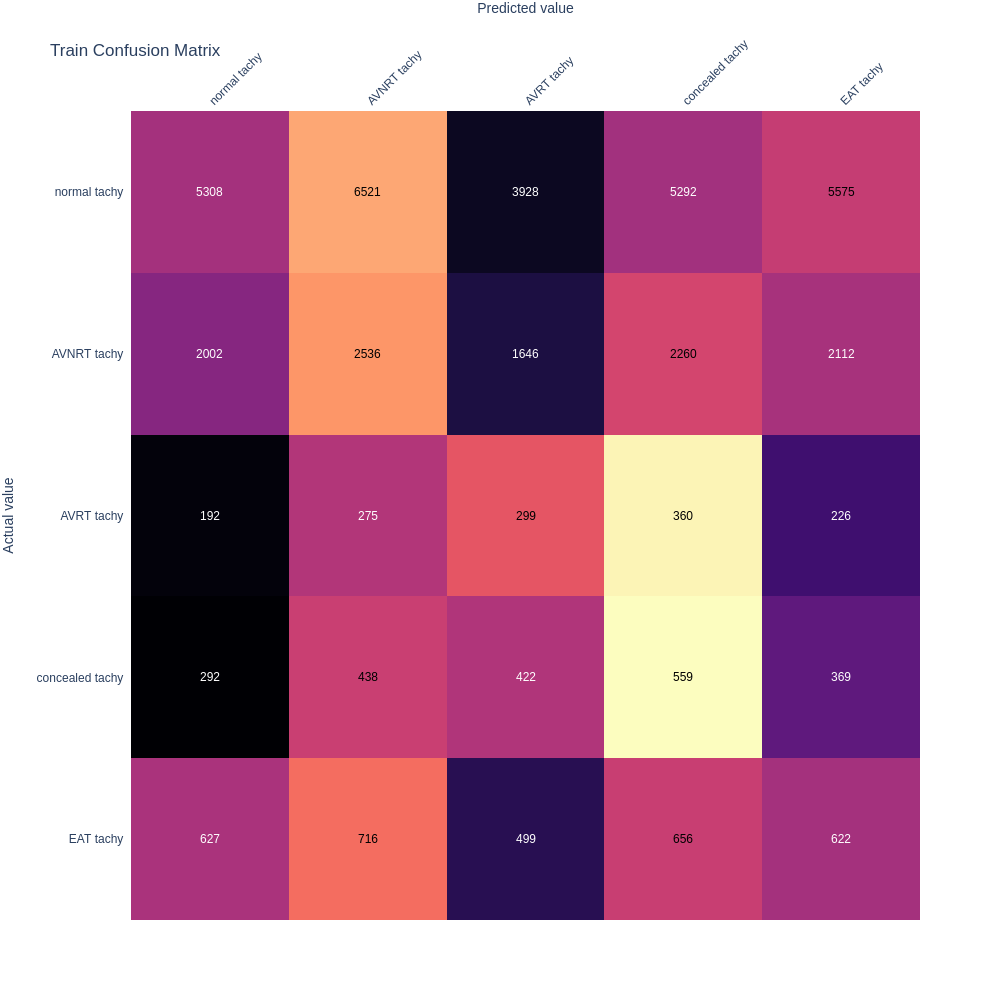 Predicted value
Train Confusion Matrix
normal tachy AVNRT tachy AVRT tachy concealed tachy EAT tachy
normal tachy 5308 6521 3928 5292 5575
AVNRT tachy 2002 2536 1646 2260 2112
AVRT tachy 192 275 299 360 226
concealed tachy 292 438 422 559 369
EAT tachy 627 716 499 656 622
Actual value